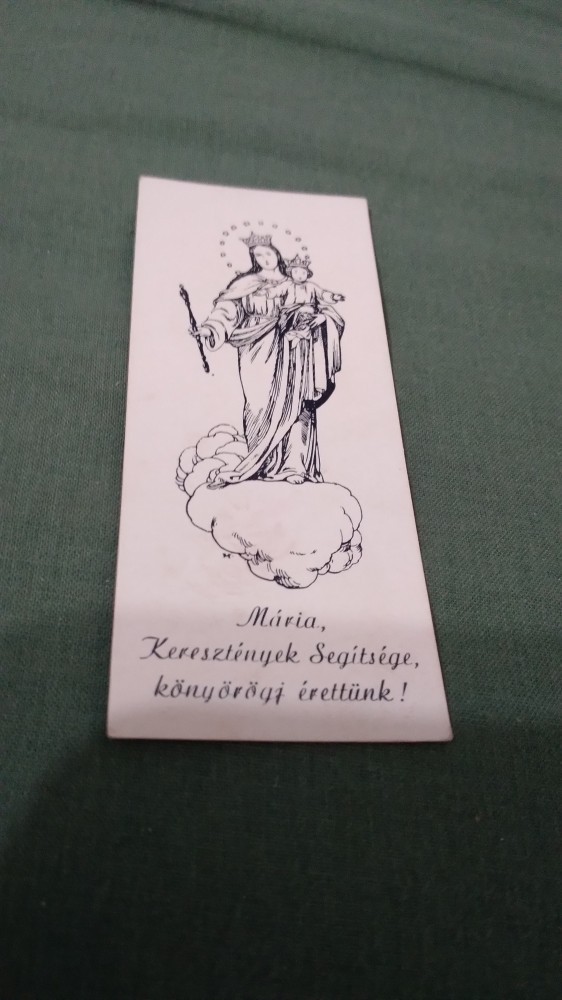 Mária,
Keresztények Segítsége,
könyörögj érettünk!